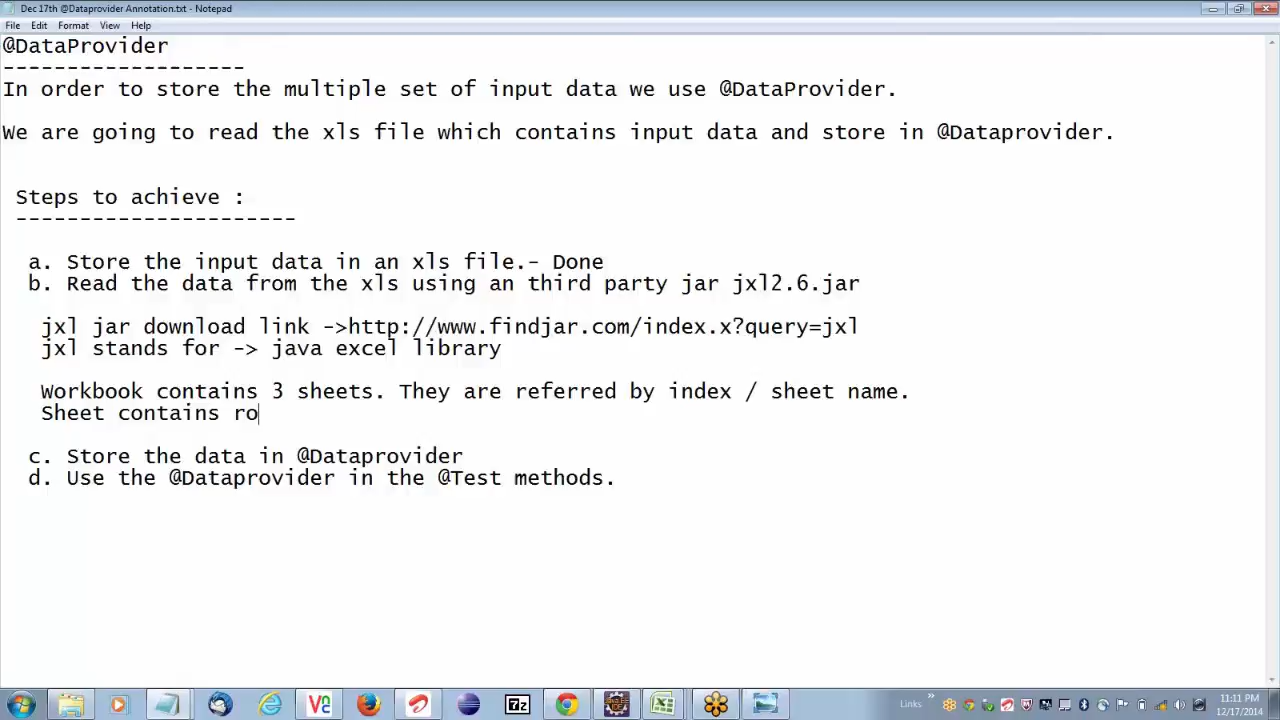 Dec 17th @Dataprovider Annotation.txt - Notepad
File Edit Format View Help
@DataProvider
-------------------
In order to store the multiple set of input data we use @DataProvider.
We are going to read the xls file which contains input data and store in @Dataprovider.
Steps to achieve :
----------------------
a. Store the input data in an xls file.- Done
b. Read the data from the xls using an third party jar jxl2.6.jar
jxl jar download link ->http://www.findjar.com/index.x?query=jxl
jxl stands for -> java excel library
Workbook contains 3 sheets. They are referred by index / sheet name.
Sheet contains ro
c. Store the data in @Dataprovider
d. Use the @Dataprovider in the @Test methods.
Links » 11:11 PM
12/17/2014